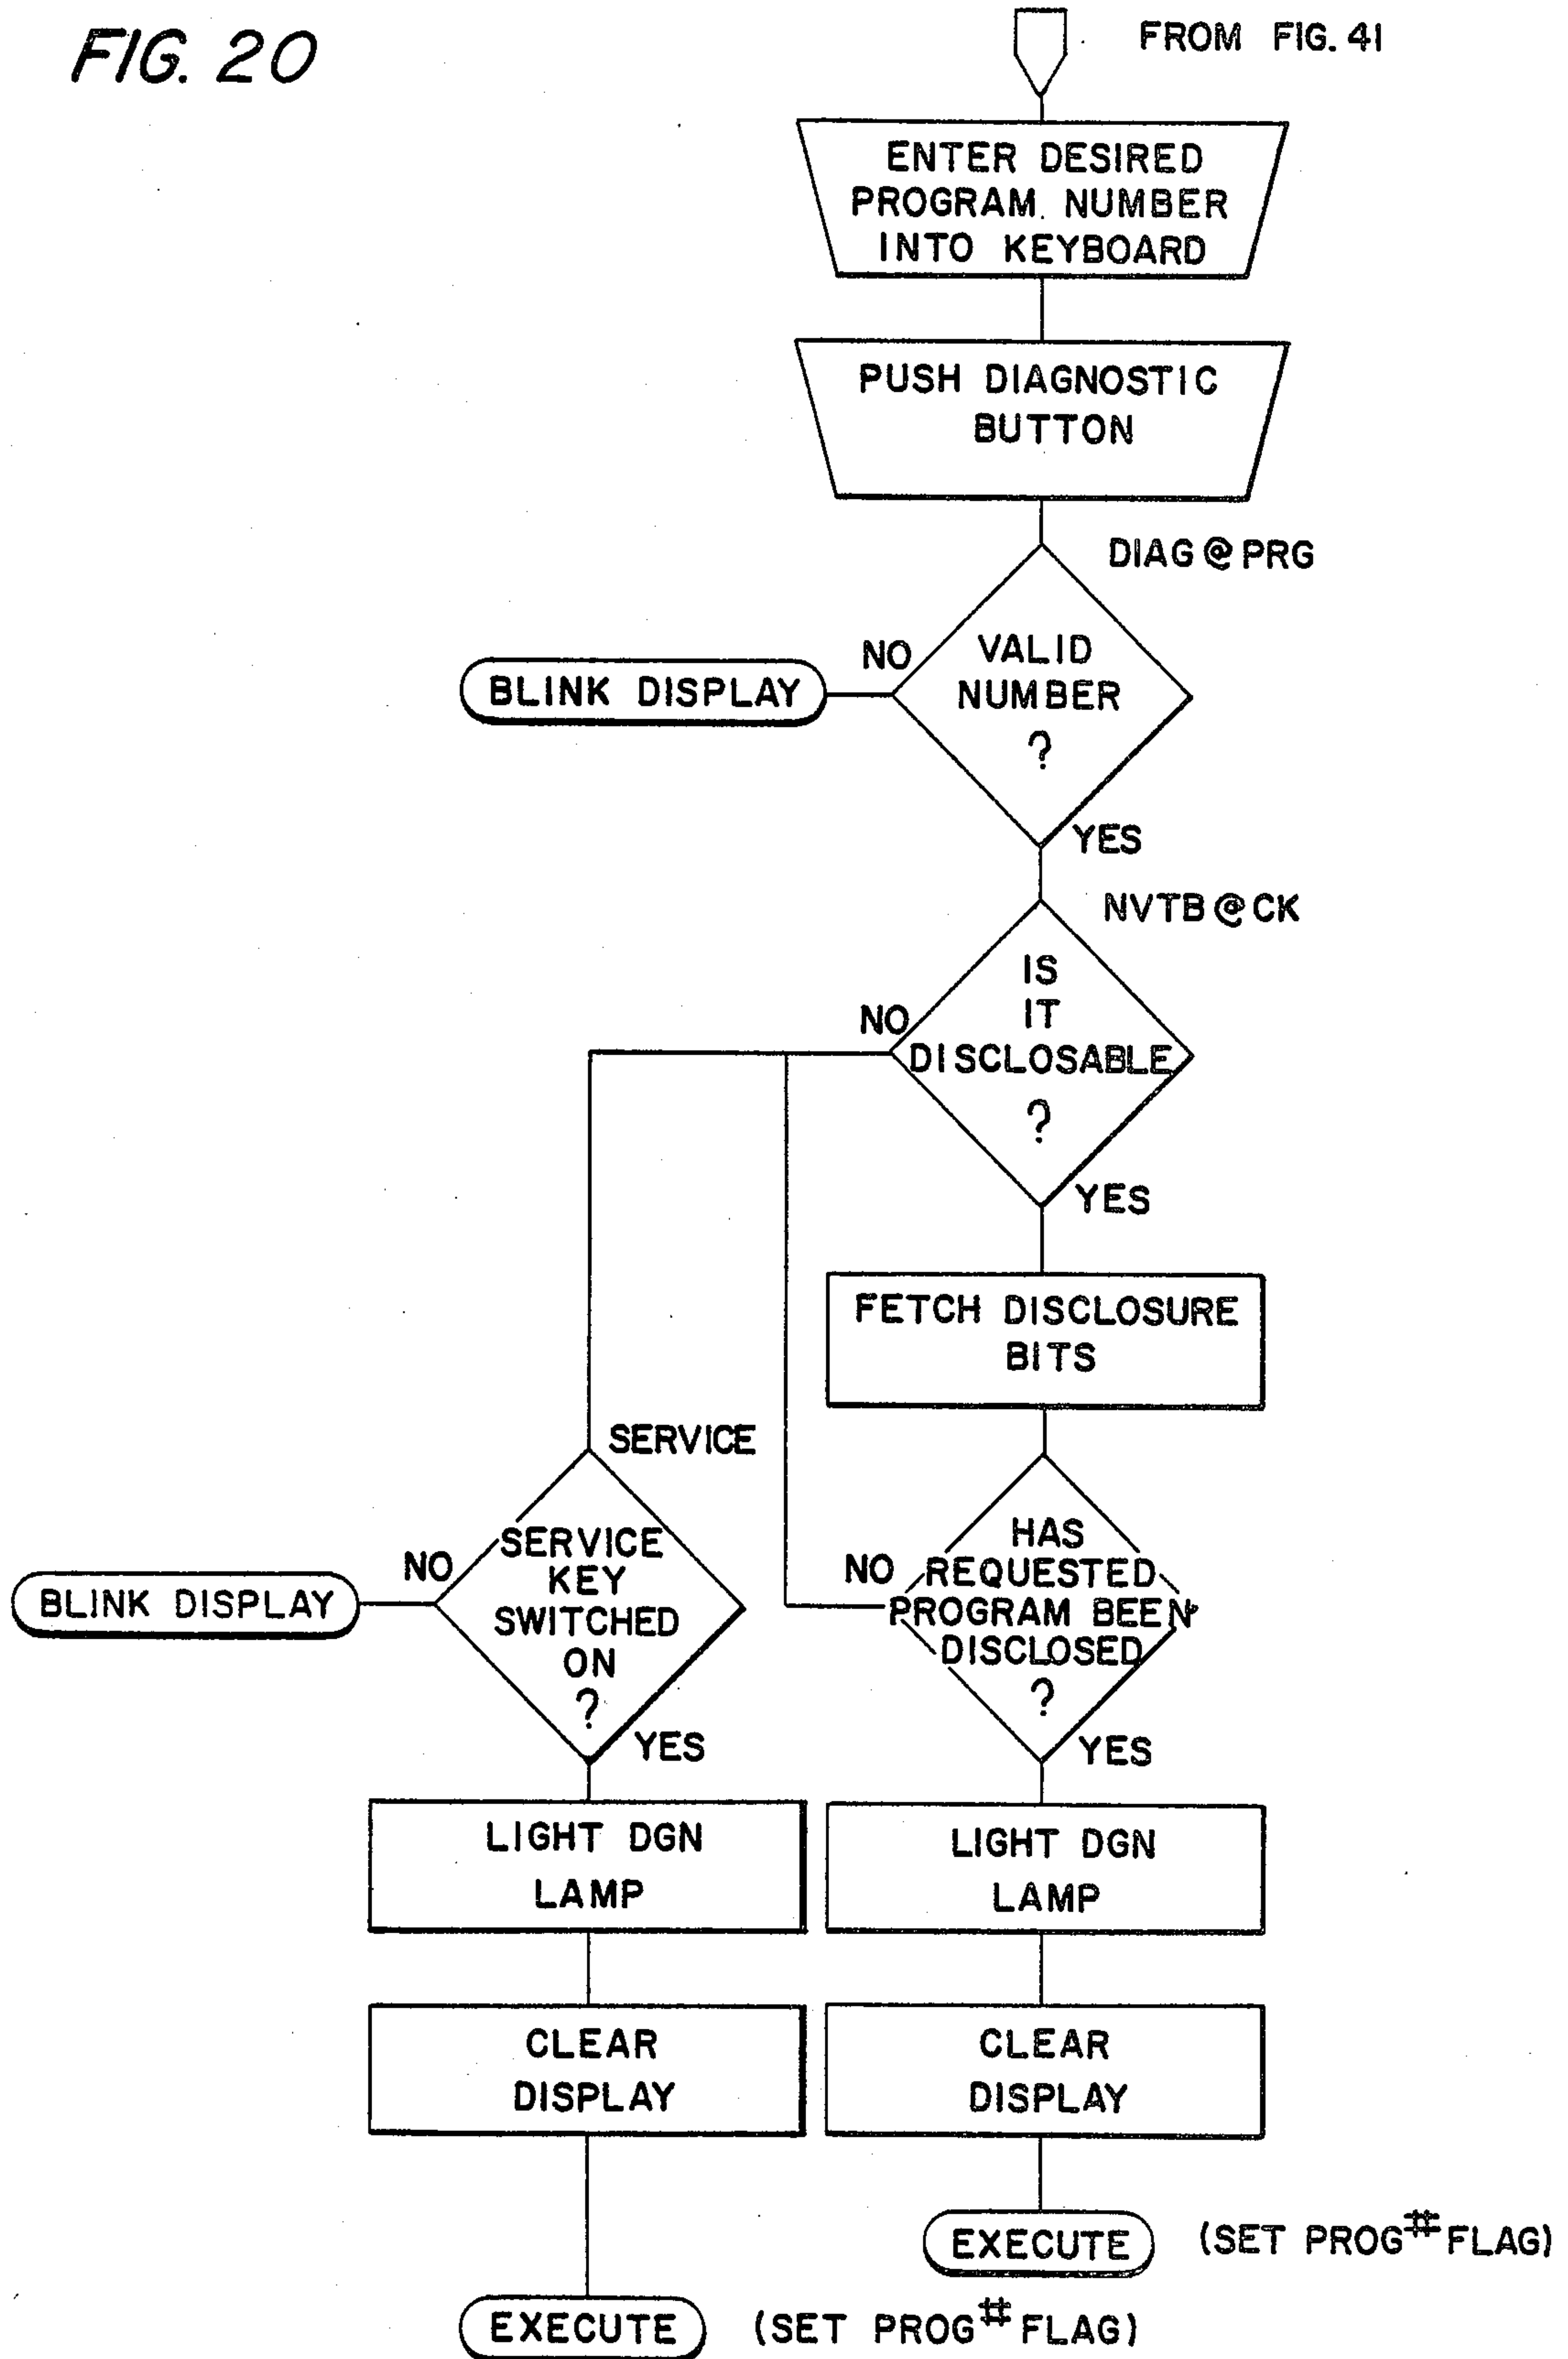 FIG. 20
FROM FIG. 41
ENTER DESIRED
PROGRAM NUMBER
INTO KEYBOARD
PUSH DIAGNOSTIC
BUTTON
DIAG@PRG
NO
VALID
NUMBER
?
BLINK DISPLAY
YES
NVTB@CK
IS
IT
DISCLOSABLE
?
NO
YES
FETCH DISCLOSURE
BITS
SERVICE
SERVICE
KEY
SWITCHED
ON
?
NO
BLINK DISPLAY
YES
HAS
REQUESTED
PROGRAM BEEN
DISCLOSED
?
NO
YES
LIGHT DGN
LAMP
LIGHT DGN
LAMP
CLEAR
DISPLAY
CLEAR
DISPLAY
EXECUTE (SET PROG# FLAG)
EXECUTE (SET PROG# FLAG)